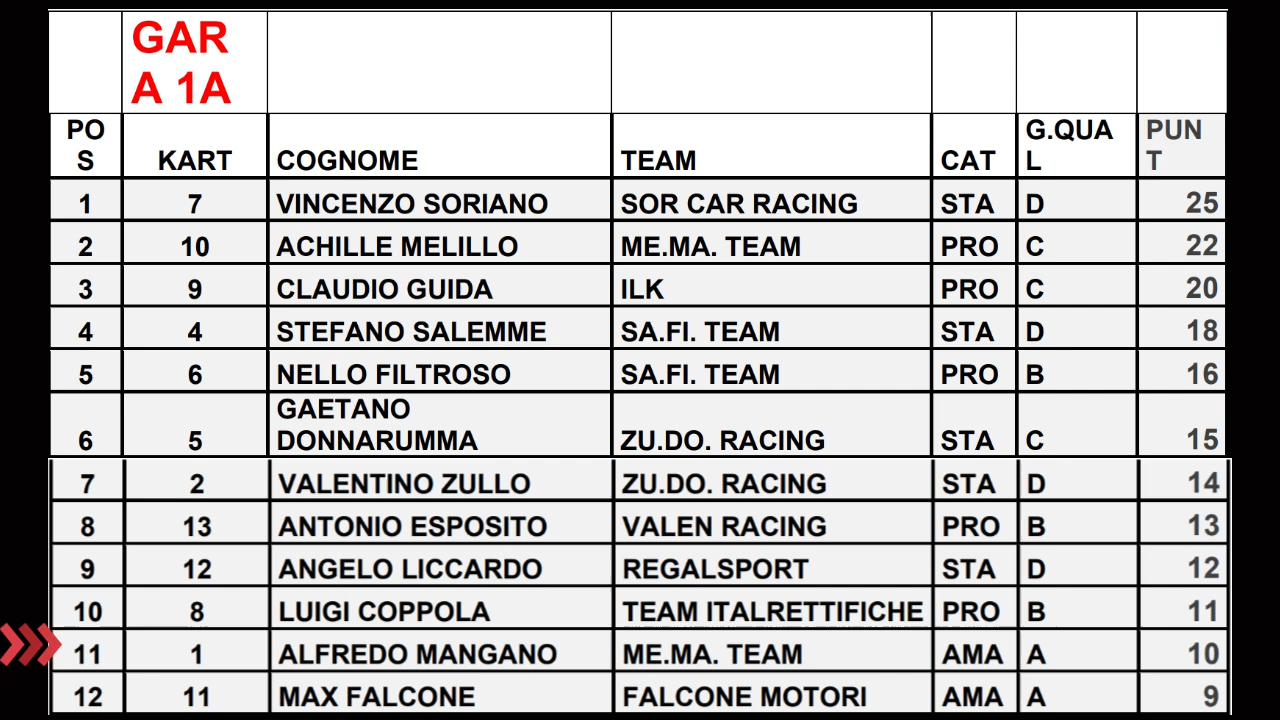 GAR
A 1A
PO
S KART COGNOME TEAM CAT G.QUA
L PUN
T
1 7 VINCENZO SORIANO SOR CAR RACING STA D 25
2 10 ACHILLE MELILLO ME.MA. TEAM PRO C 22
3 9 CLAUDIO GUIDA ILK PRO C 20
4 4 STEFANO SALEMME SA.FI. TEAM STA D 18
5 6 NELLO FILTROSO SA.FI. TEAM PRO B 16
6 5 GAETANO
DONNARUMMA ZU.DO. RACING STA C 15
7 2 VALENTINO ZULLO ZU.DO. RACING STA D 14
8 13 ANTONIO ESPOSITO VALEN RACING PRO B 13
9 12 ANGELO LICCARDO REGALSPORT STA D 12
10 8 LUIGI COPPOLA TEAM ITALRETTIFICHE PRO B 11
11 1 ALFREDO MANGANO ME.MA. TEAM AMA A 10
12 11 MAX FALCONE FALCONE MOTORI AMA A 9